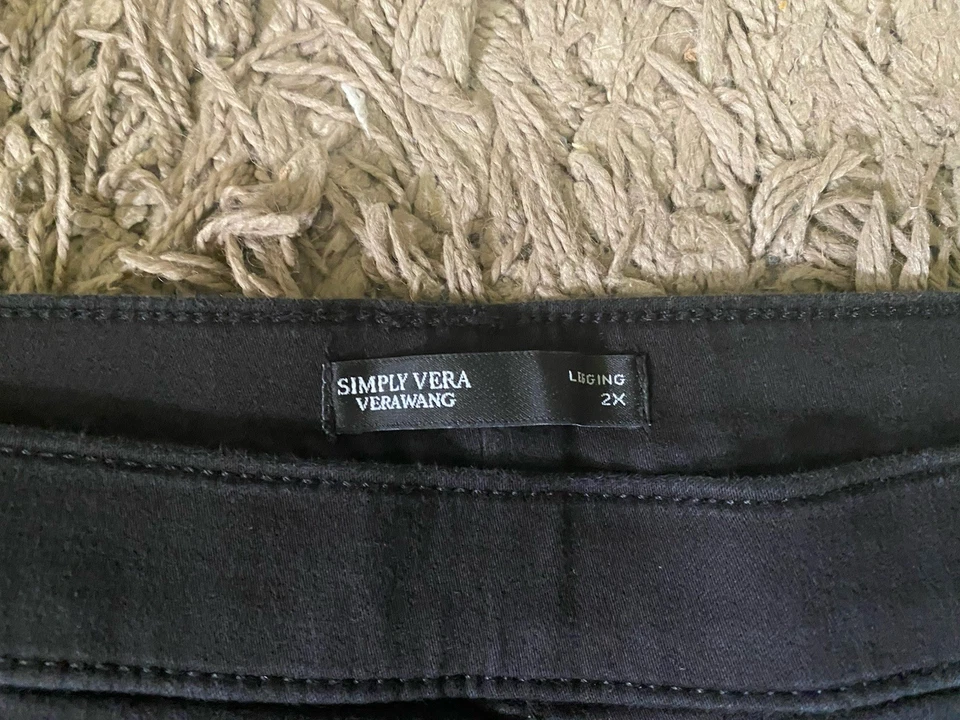 SIMPLY VERA
VERAWANG
LEGGING
2X